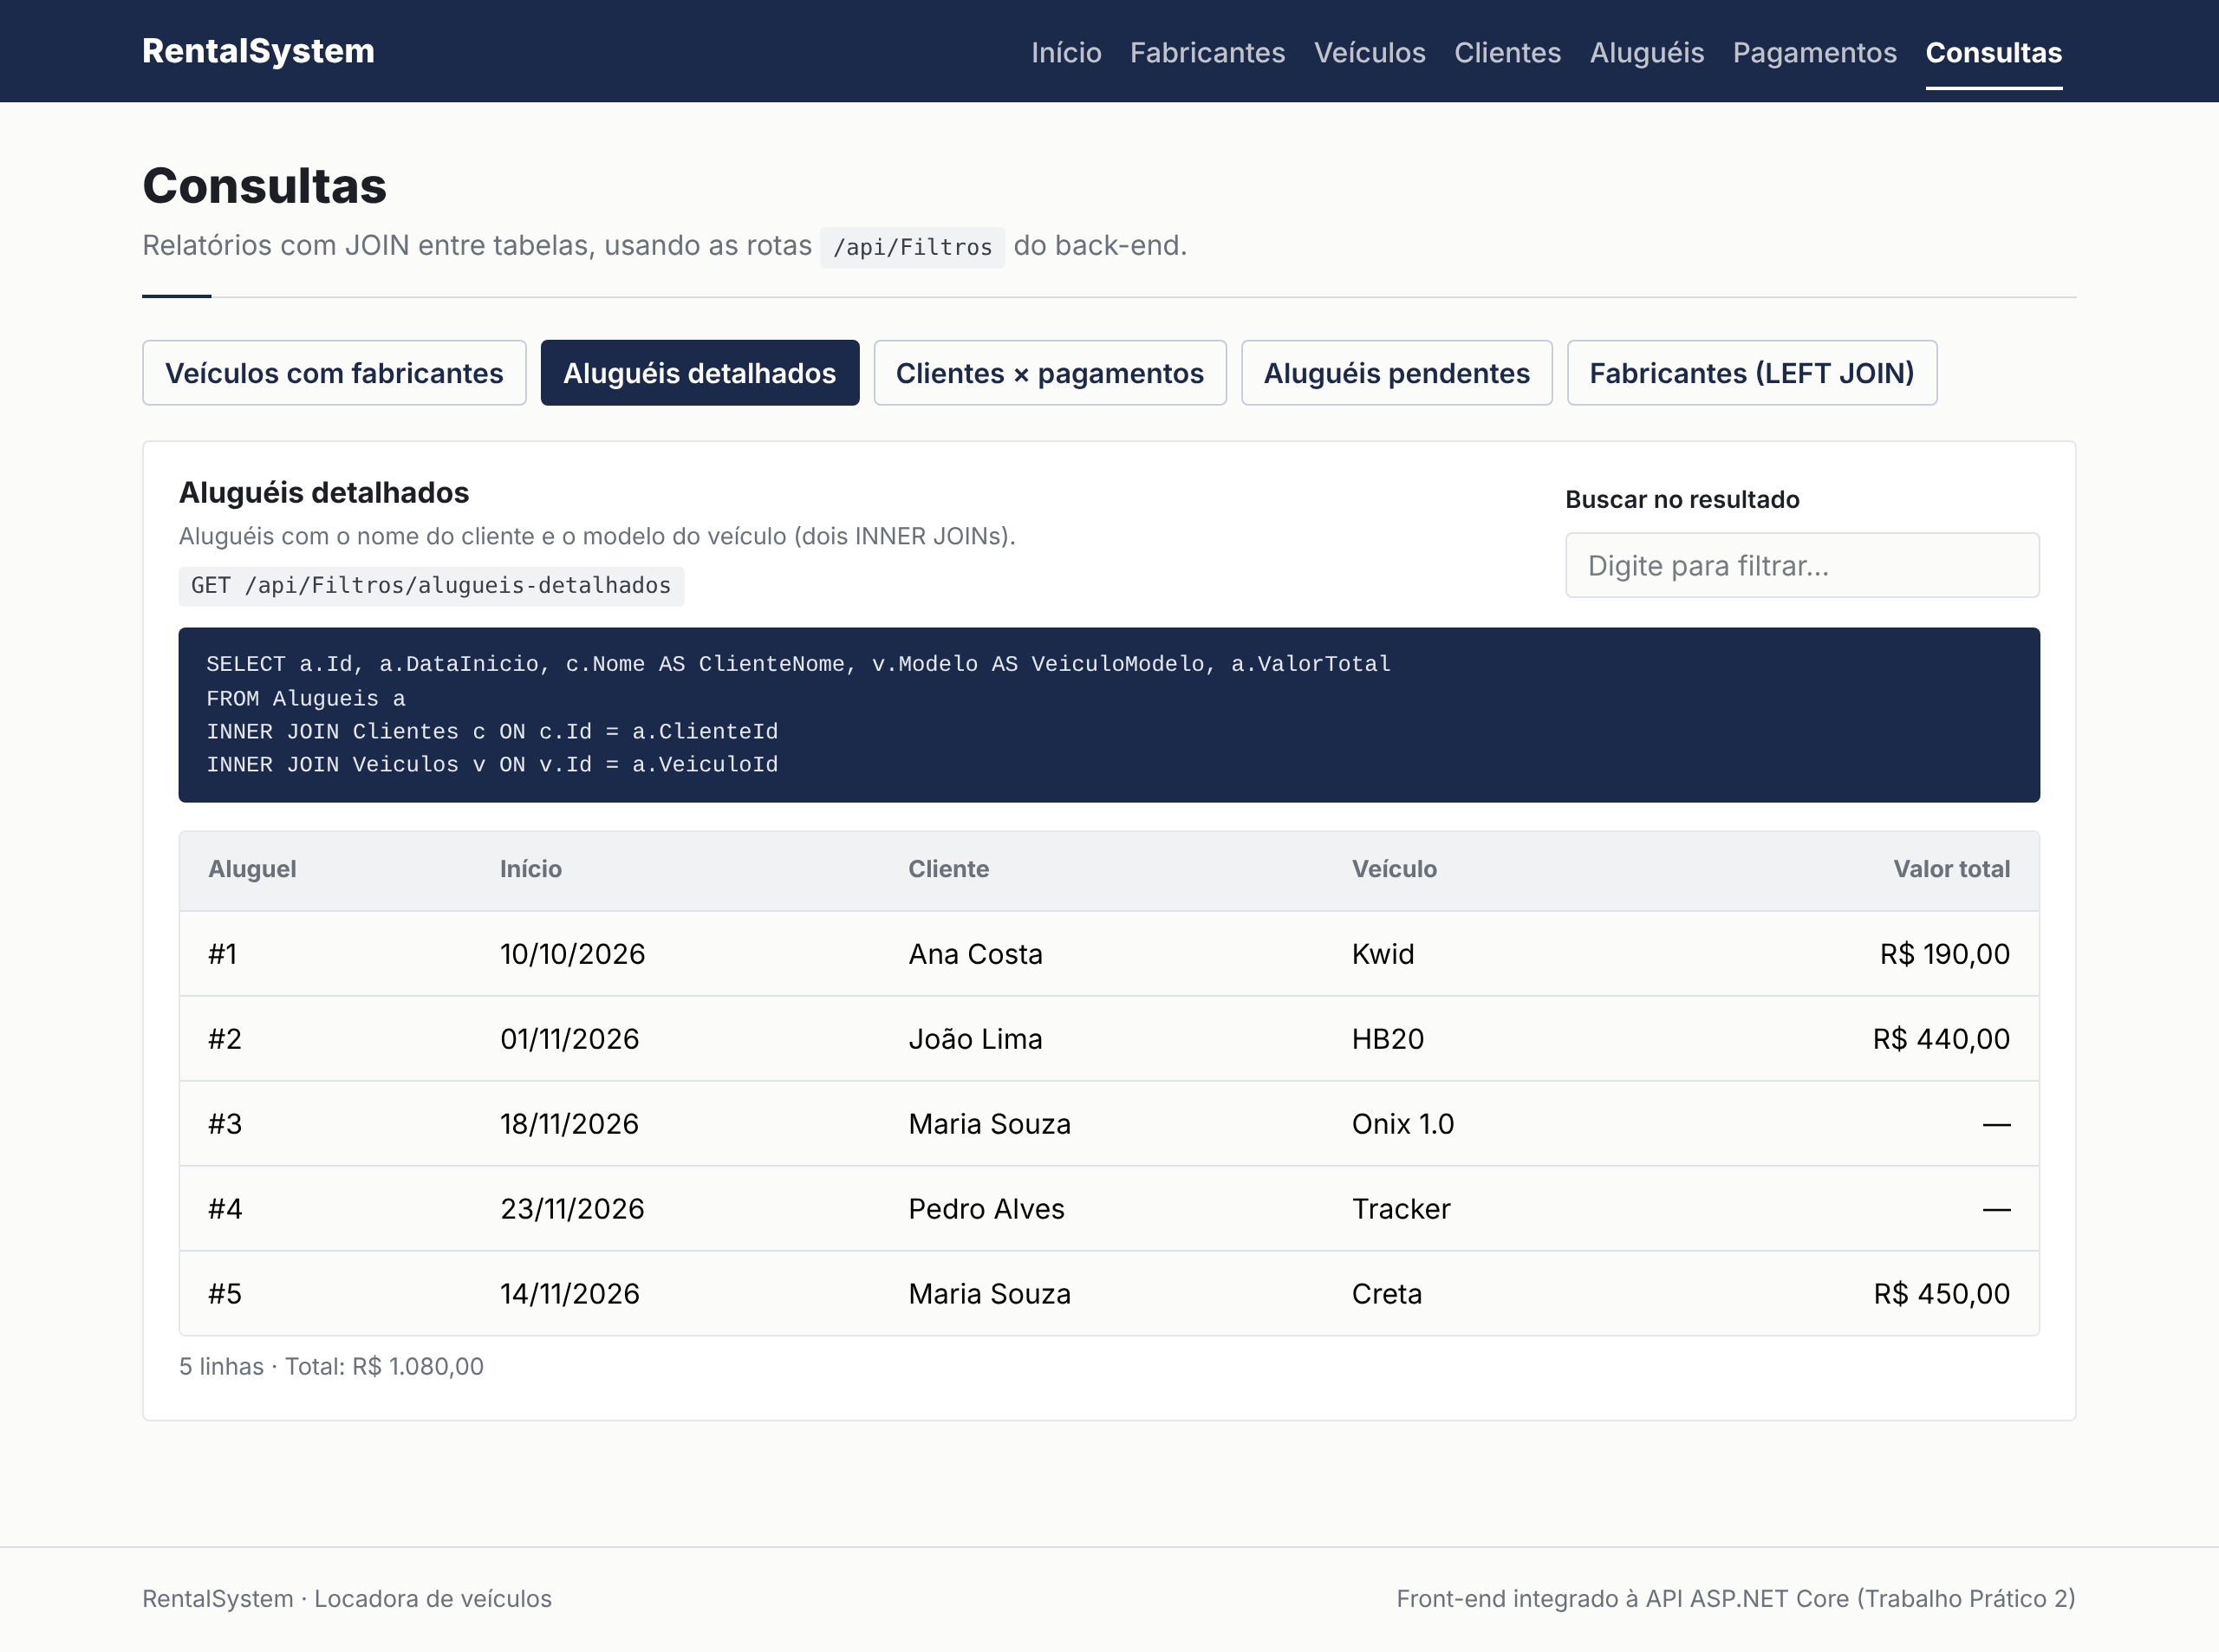 RentalSystem
Início Fabricantes Veículos Clientes Aluguéis Pagamentos Consultas
Consultas
Relatórios com JOIN entre tabelas, usando as rotas /api/Filtros do back-end.
Veículos com fabricantes Aluguéis detalhados Clientes × pagamentos Aluguéis pendentes Fabricantes (LEFT JOIN)
Aluguéis detalhados
Aluguéis com o nome do cliente e o modelo do veículo (dois INNER JOINs).
GET /api/Filtros/alugueis-detalhados
Buscar no resultado
Digite para filtrar...
SELECT a.Id, a.DataInicio, c.Nome AS ClienteNome, v.Modelo AS VeiculoModelo, a.ValorTotal
FROM Alugueis a
INNER JOIN Clientes c ON c.Id = a.ClienteId
INNER JOIN Veiculos v ON v.Id = a.VeiculoId
Aluguel Início Cliente Veículo Valor total
#1 10/10/2026 Ana Costa Kwid R$ 190,00
#2 01/11/2026 João Lima HB20 R$ 440,00
#3 18/11/2026 Maria Souza Onix 1.0 —
#4 23/11/2026 Pedro Alves Tracker —
#5 14/11/2026 Maria Souza Creta R$ 450,00
5 linhas · Total: R$ 1.080,00
RentalSystem · Locadora de veículos
Front-end integrado à API ASP.NET Core (Trabalho Prático 2)